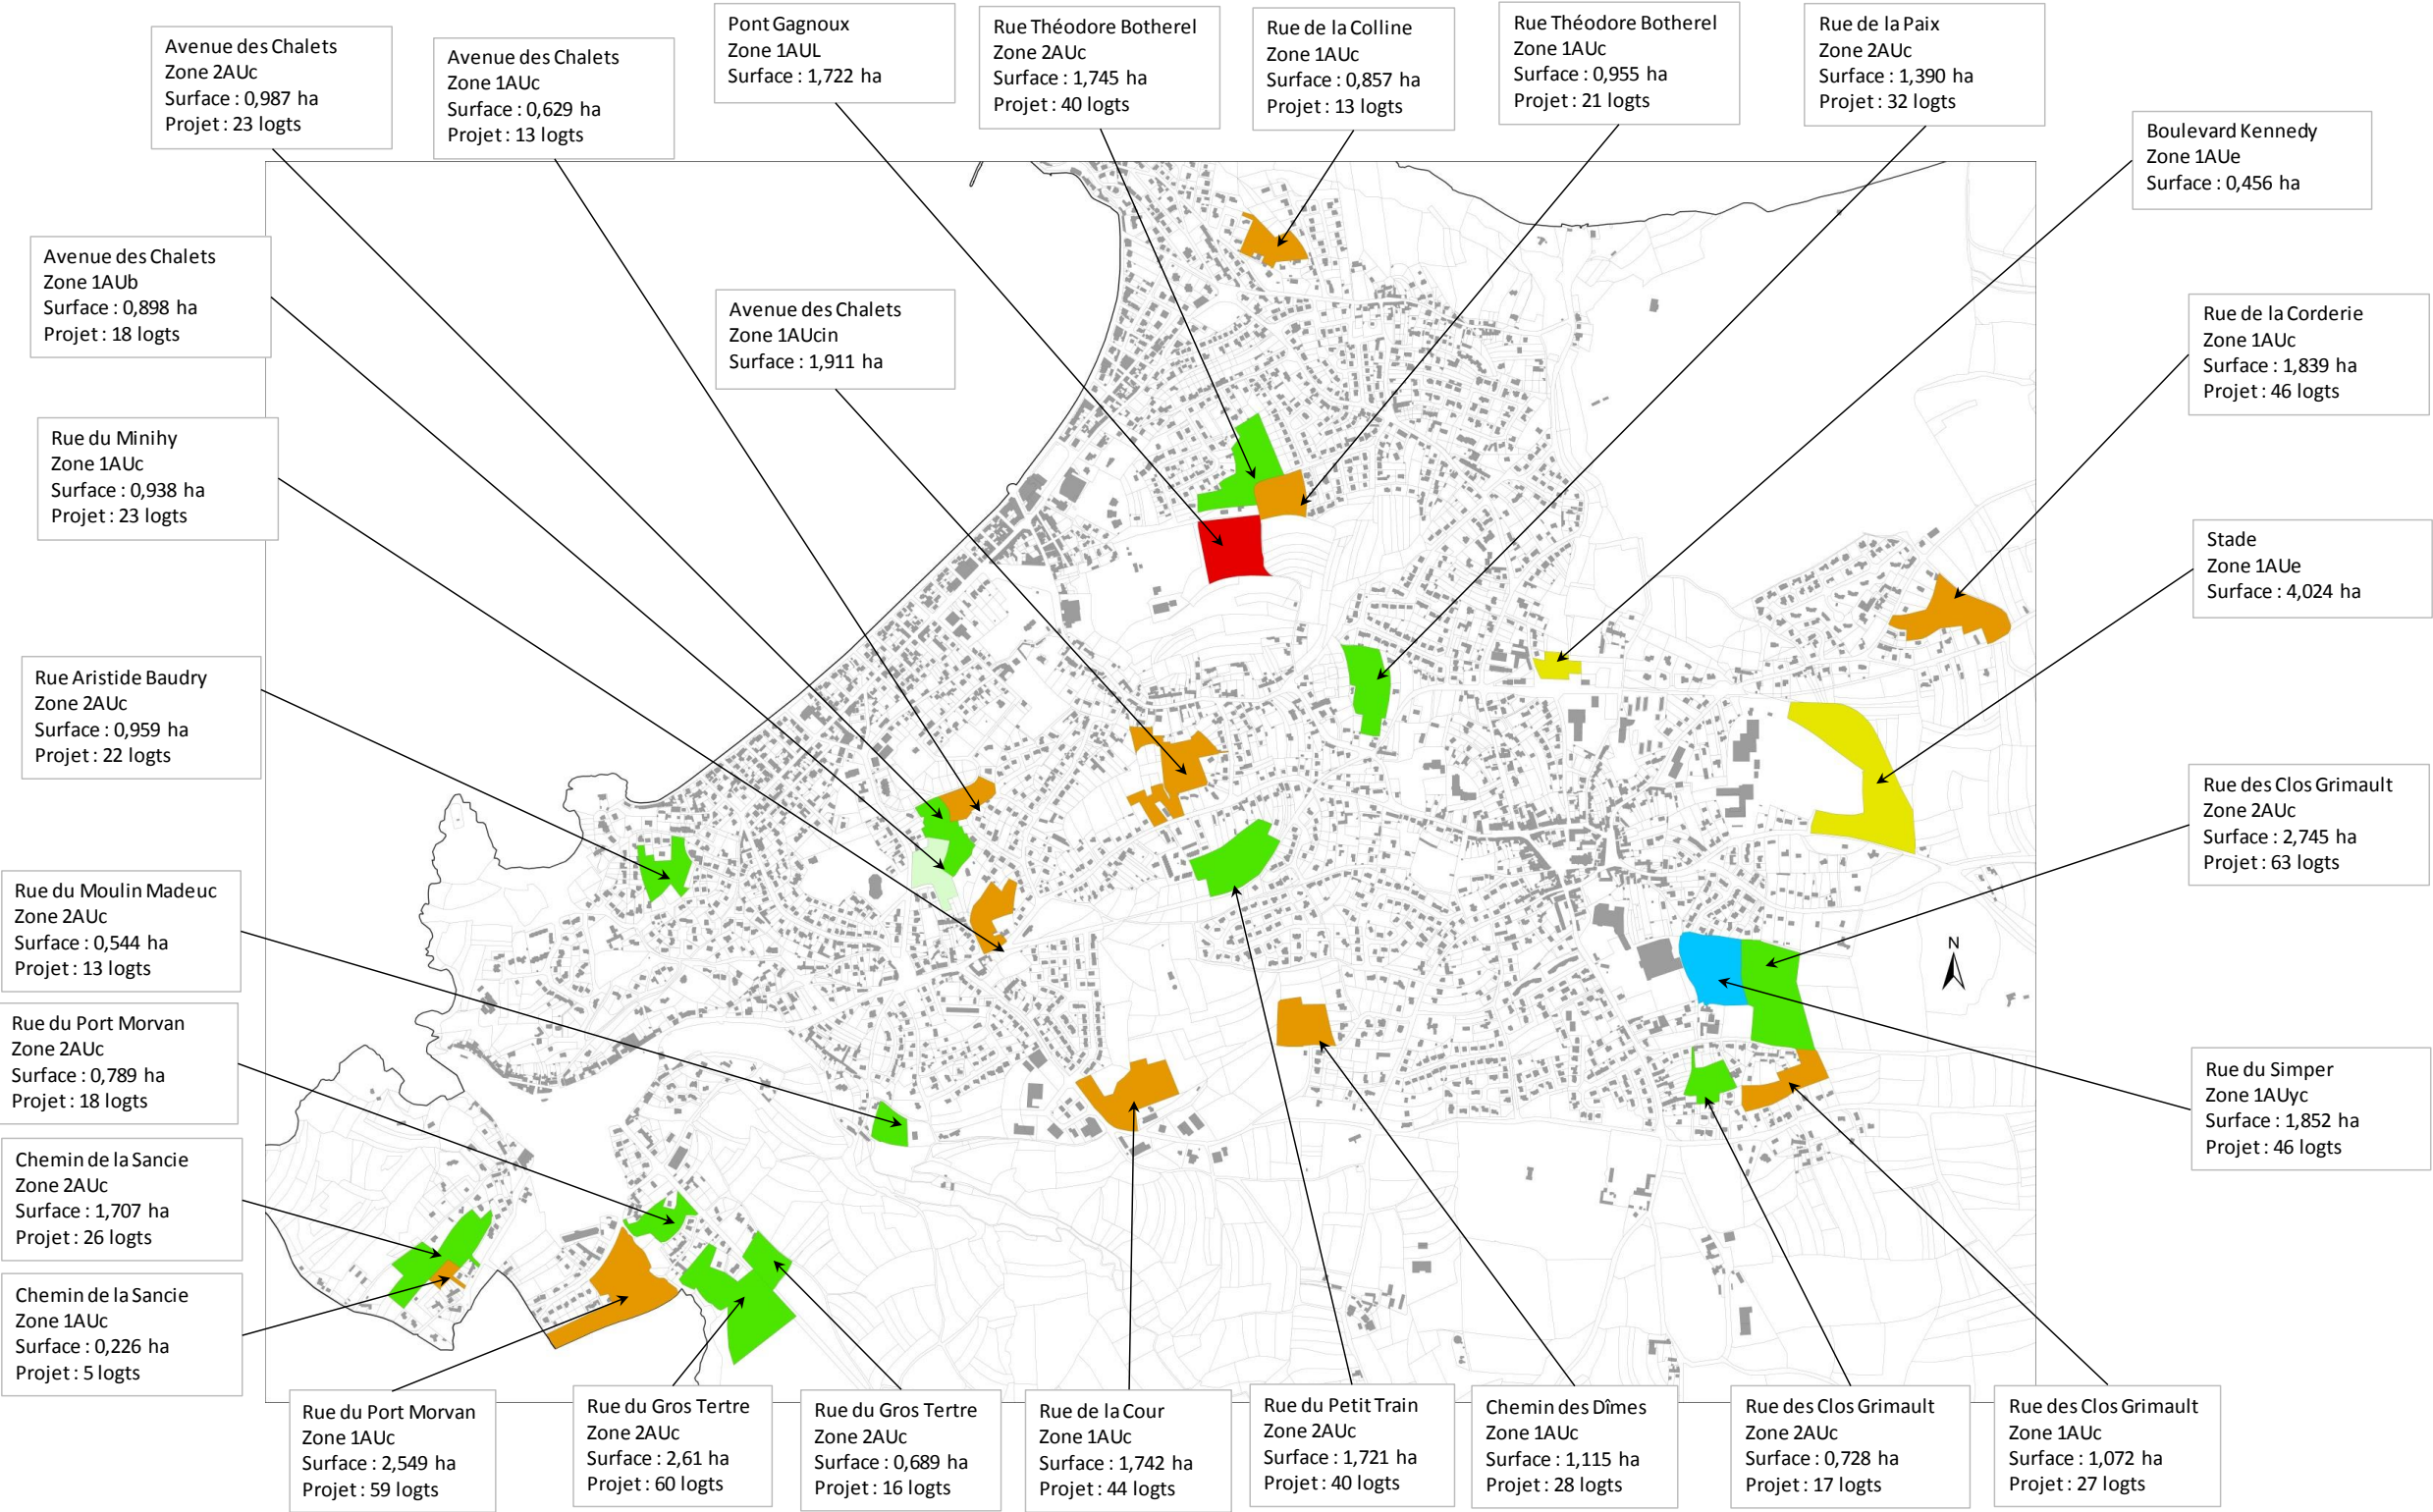 Avenue des Chalets
Zone 2AUc
Surface : 0,987 ha
Projet : 23 logts
Avenue des Chalets
Zone 1AUc
Surface : 0,629 ha
Projet : 13 logts
Pont Gagnoux
Zone 1AUL
Surface : 1,722 ha
Rue Théodore Botherel
Zone 2AUc
Surface : 1,745 ha
Projet : 40 logts
Rue de la Colline
Zone 1AUc
Surface : 0,857 ha
Projet : 13 logts
Rue Théodore Botherel
Zone 1AUc
Surface : 0,955 ha
Projet : 21 logts
Rue de la Paix
Zone 2AUc
Surface : 1,390 ha
Projet : 32 logts
Boulevard Kennedy
Zone 1AUe
Surface : 0,456 ha
Avenue des Chalets
Zone 1AUb
Surface : 0,898 ha
Projet : 18 logts
Avenue des Chalets
Zone 1AUcin
Surface : 1,911 ha
Rue de la Corderie
Zone 1AUc
Surface : 1,839 ha
Projet : 46 logts
Rue du Minihy
Zone 1AUc
Surface : 0,938 ha
Projet : 23 logts
Stade
Zone 1AUe
Surface : 4,024 ha
Rue Aristide Baudry
Zone 2AUc
Surface : 0,959 ha
Projet : 22 logts
Rue des Clos Grimault
Zone 2AUc
Surface : 2,745 ha
Projet : 63 logts
Rue du Moulin Madeuc
Zone 2AUc
Surface : 0,544 ha
Projet : 13 logts
N
Rue du Port Morvan
Zone 2AUc
Surface : 0,789 ha
Projet : 18 logts
Rue du Simper
Zone 1AUyc
Surface : 1,852 ha
Projet : 46 logts
Chemin de la Sancie
Zone 2AUc
Surface : 1,707 ha
Projet : 26 logts
Chemin de la Sancie
Zone 1AUc
Surface : 0,226 ha
Projet : 5 logts
Rue du Port Morvan
Zone 1AUc
Surface : 2,549 ha
Projet : 59 logts
Rue du Gros Tertre
Zone 2AUc
Surface : 2,61 ha
Projet : 60 logts
Rue du Gros Tertre
Zone 2AUc
Surface : 0,689 ha
Projet : 16 logts
Rue de la Cour
Zone 1AUc
Surface : 1,742 ha
Projet : 44 logts
Rue du Petit Train
Zone 2AUc
Surface : 1,721 ha
Projet : 40 logts
Chemin des Dîmes
Zone 1AUc
Surface : 1,115 ha
Projet : 28 logts
Rue des Clos Grimault
Zone 2AUc
Surface : 0,728 ha
Projet : 17 logts
Rue des Clos Grimault
Zone 1AUc
Surface : 1,072 ha
Projet : 27 logts